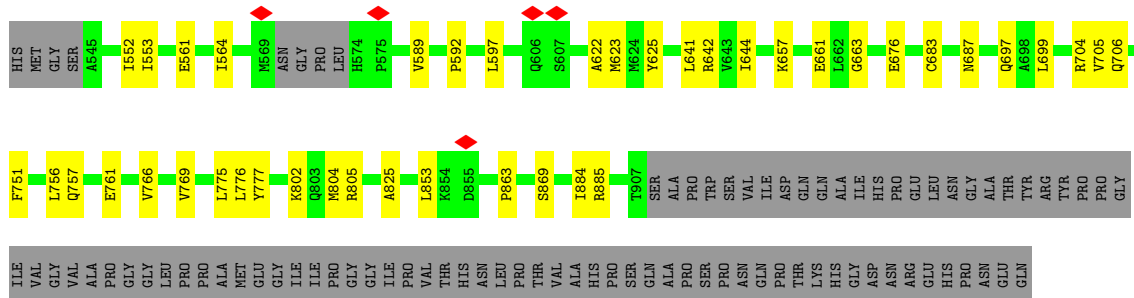 HIS MET GLY SER A545 I552 I553 E561 I564 M569 ASN GLY PRO LEU H574 P575 V589 P592 L597 Q606 S607 A622 M623 M624 Y625 L641 R642 V643 I644 K657 E661 L662 G663 E676 C683 N687 Q697 A698 L699 R704 V705 Q706
F751 L756 Q757 E761 V766 V769 L775 L776 Y777 K802 Q803 M804 R805 A825 L853 K854 D855 P863 S869 I884 R885 T907 SER ALA PRO TRP SER VAL ILE ASP GLN GLN ALA ILE HIS PRO GLU LEU ASN GLY ALA THR TYR ARG TYR PRO PRO GLY
ILE VAL GLY VAL ALA PRO GLY GLY LEU PRO PRO ALA MET GLU GLY ILE ILE PRO GLY GLY ILE PRO VAL THR HIS ASN LEU PRO THR VAL ALA HIS PRO SER GLN ALA PRO SER PRO ASN GLN PRO THR LYS HIS GLY ASP ASN ARG GLU HIS PRO ASN GLU GLN